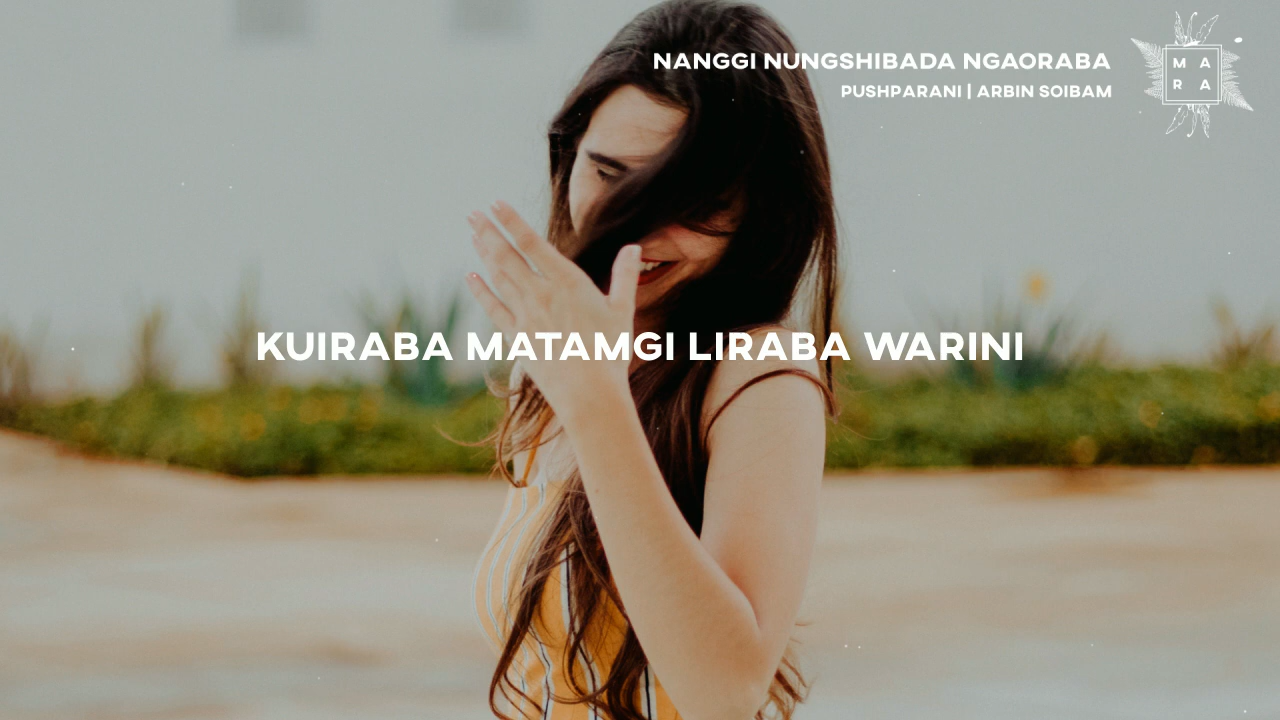 NANGGI NUNGSHIBADA NGAORABA
PUSHPARANI | ARBIN SOIBAM
M A
R A
KUIRABA MATAMGI LIRABA WARINI